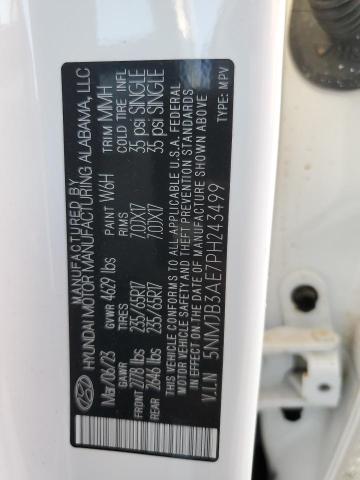 MANUFACTURED BY
HYUNDAI MOTOR MANUFACTURING ALABAMA, LLC
Mar/06/23 GVWR 4629 lbs PAINT W6H TRIM MMH
GAWR TIRES RIMS COLD TIRE INFL
FRONT 2778 lbs 235/65R17 7.0JX17 35 psi SINGLE
REAR 2646 lbs 235/65R17 7.0JX17 35 psi SINGLE
THIS VEHICLE CONFORMS TO ALL APPLICABLE U.S.A. FEDERAL
MOTOR VEHICLE SAFETY AND THEFT PREVENTION STANDARDS
IN EFFECT ON THE DATE OF MANUFACTURE SHOWN ABOVE.
V.I.N 5NMJB3AE7PH243499 TYPE: MPV